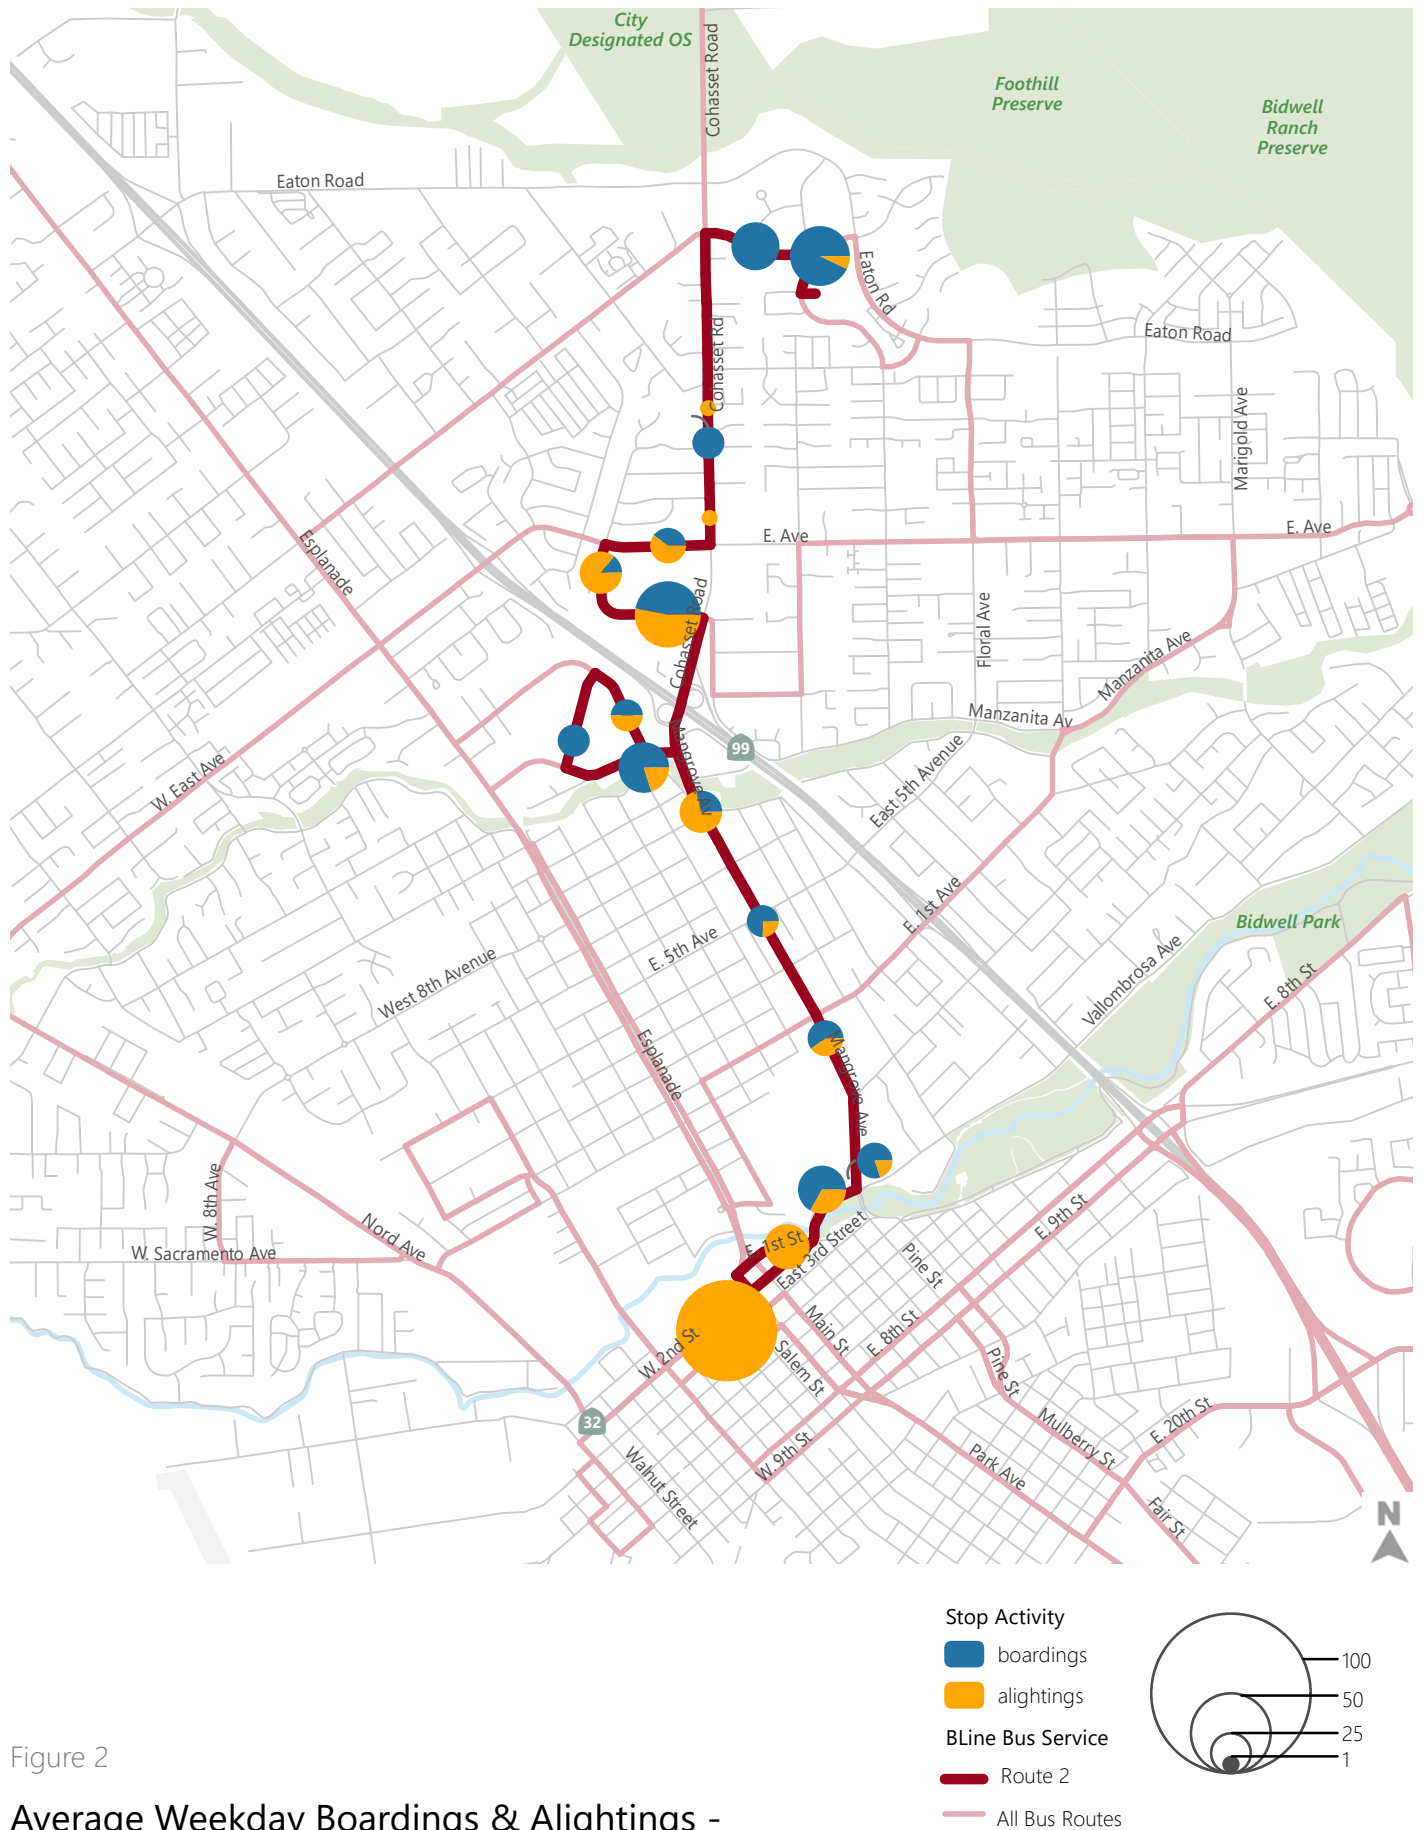 City
Designated OS
Cohasset Road
Foothill
Preserve
Bidwell
Ranch
Preserve
Eaton Road
Eaton Rd
Eaton Road
Cohasset Rd
Marigold Ave
E. Ave
E. Ave
Esplanade
Cohasset Road
Floral Ave
Manzanita Ave
Manzanita Av
99
Mangrove Av
W. East Ave
East 5th Avenue
E. 1st Ave
Bidwell Park
E. 5th Ave
West 8th Avenue
Vallombrosa Ave
E. 8th St
Esplanade
Mangrove Ave
W. 8th Ave
Nord Ave
W. Sacramento Ave
E. 1st St
East 3rd Street
Pine St
E. 9th St
Main St
E. 8th St
W. 2nd St
Salem St
Pine St
32
Mulberry St
E. 20th St
W. 9th St
Park Ave
Walnut Street
Fair St
N
Stop Activity
boardings
alightings
BLine Bus Service
Route 2
All Bus Routes
100
50
25
1
Figure 2
Average Weekday Boardings & Alightings -